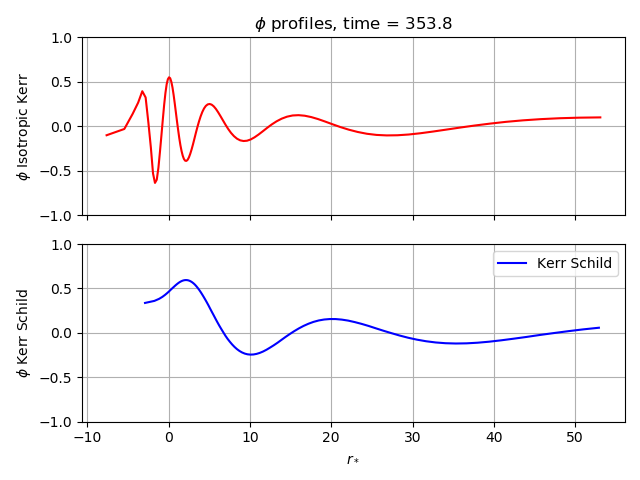 ϕ profiles, time = 353.8
1.0
0.5
0.0
−0.5
−1.0
ϕ Isotropic Kerr
1.0
0.5
0.0
−0.5
−1.0
ϕ Kerr Schild
Kerr Schild
−10 0 10 20 30 40 50
r*